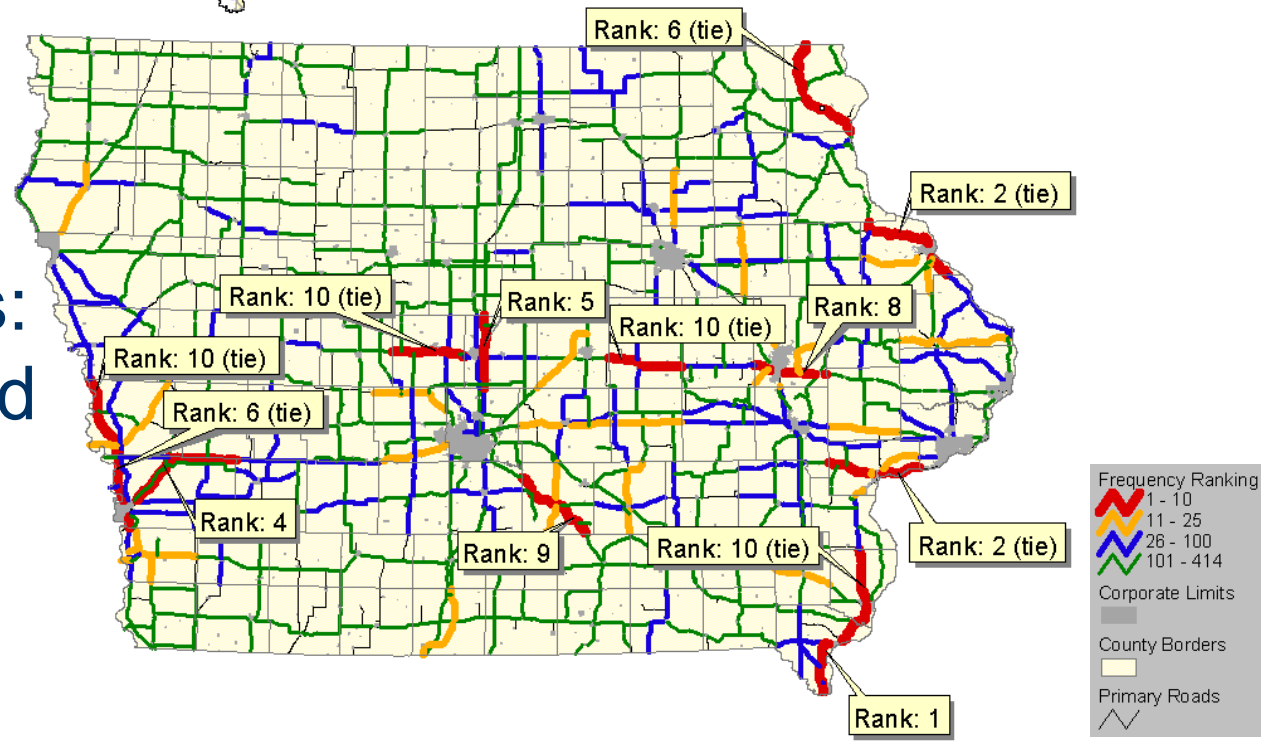 Rank: 6 (tie)
Rank: 2 (tie)
s:
d
Rank: 10 (tie)
Rank: 5
Rank: 10 (tie)
Rank: 8
Rank: 10 (tie)
Rank: 6 (tie)
Rank: 4
Rank: 9
Rank: 10 (tie)
Rank: 2 (tie)
Rank: 1
Frequency Ranking
1 - 10
11 - 25
26 - 100
101 - 414
Corporate Limits
County Borders
Primary Roads